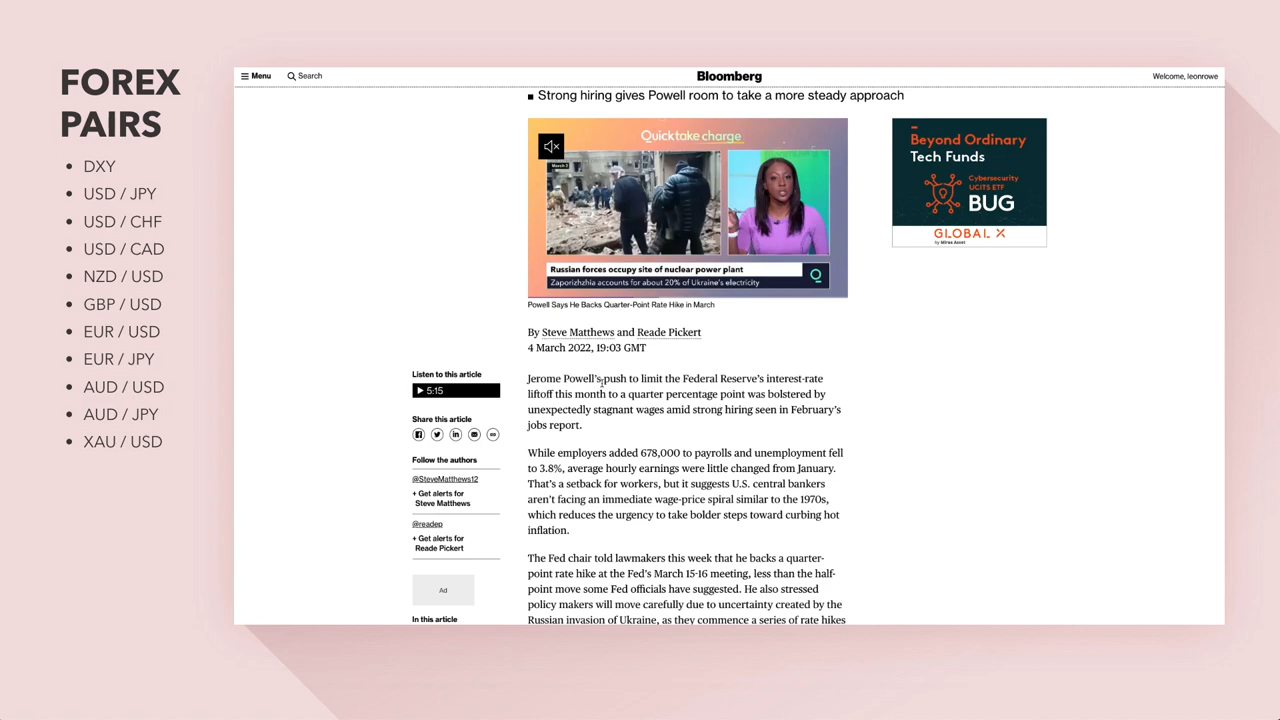 FOREX
PAIRS
• DXY
• USD / JPY
• USD / CHF
• USD / CAD
• NZD / USD
• GBP / USD
• EUR / USD
• EUR / JPY
• AUD / USD
• AUD / JPY
• XAU / USD
Menu
Search
Bloomberg
Welcome, leonrowe
Strong hiring gives Powell room to take a more steady approach
Quicktake charge
March 2
Russian forces occupy site of nuclear power plant
Zaporizhzhia accounts for about 20% of Ukraine's electricity
Powell Says He Backs Quarter-Point Rate Hike in March
Beyond Ordinary
Tech Funds
Cybersecurity
UCITS ETF
BUG
GLOBAL X
by Mirae Asset
By Steve Matthews and Reade Pickert
4 March 2022, 19:03 GMT
Listen to this article
5:15
Share this article
Follow the authors
@SteveMatthews12
+ Get alerts for
Steve Matthews
@readep
+ Get alerts for
Reade Pickert
Ad
In this article
Jerome Powell's push to limit the Federal Reserve's interest-rate
liftoff this month to a quarter percentage point was bolstered by
unexpectedly stagnant wages amid strong hiring seen in February's
jobs report.
While employers added 678,000 to payrolls and unemployment fell
to 3.8%, average hourly earnings were little changed from January.
That's a setback for workers, but it suggests U.S. central bankers
aren't facing an immediate wage-price spiral similar to the 1970s,
which reduces the urgency to take bolder steps toward curbing hot
inflation.
The Fed chair told lawmakers this week that he backs a quarter-
point rate hike at the Fed's March 15-16 meeting, less than the half-
point move some Fed officials have suggested. He also stressed
policy makers will move carefully due to uncertainty created by the
Russian invasion of Ukraine, as they commence a series of rate hikes